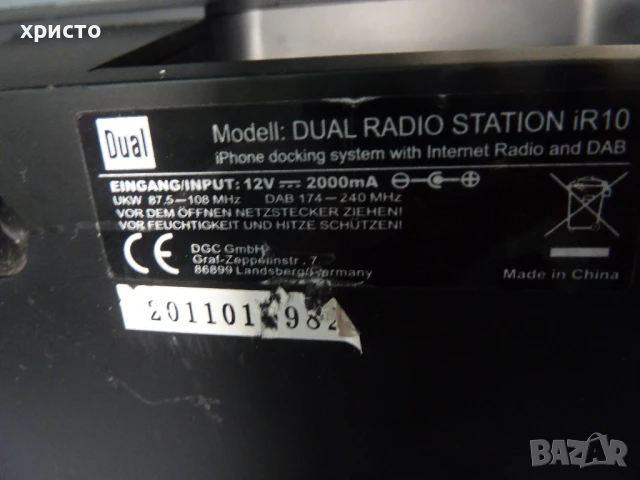 христо
Dual
Modell: DUAL RADIO STATION iR10
iPhone docking system with Internet Radio and DAB
EINGANG/INPUT: 12V 2000mA
UKW 87.5-108 MHz DAB 174-240 MHz
VOR DEM ÖFFNEN NETZSTECKER ZIEHEN!
VOR FEUCHTIGKEIT UND HITZE SCHÜTZEN!
CE
DGC GmbH
Graf-Zeppelinstr. 7
86899 Landsberg/Germany
Made in China
BAZAR